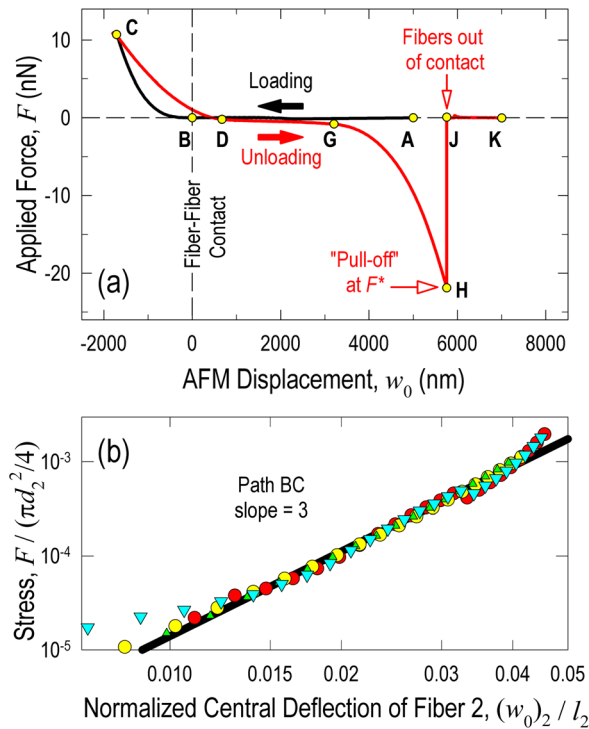 C
Fibers out
of contact
10
Loading
0
B
D
G
A
J
K
Unloading
-10
Applied Force, F (nN)
Fiber-Fiber
Contact
"Pull-off"
at F*
H
-20
(a)
-2000 0 2000 4000 6000 8000
AFM Displacement, w₀ (nm)
(b)
10⁻³
Path BC
slope = 3
10⁻⁴
Stress, F / (πd₂²/4)
10⁻⁵
0.010 0.015 0.02 0.03 0.04 0.05
Normalized Central Deflection of Fiber 2, (w₀)₂ / l₂